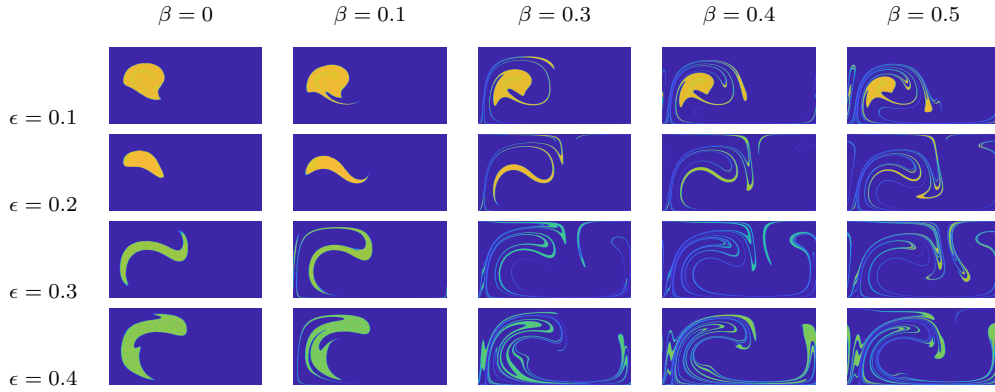 β = 0 β = 0.1 β = 0.3 β = 0.4 β = 0.5
ϵ = 0.1
ϵ = 0.2
ϵ = 0.3
ϵ = 0.4